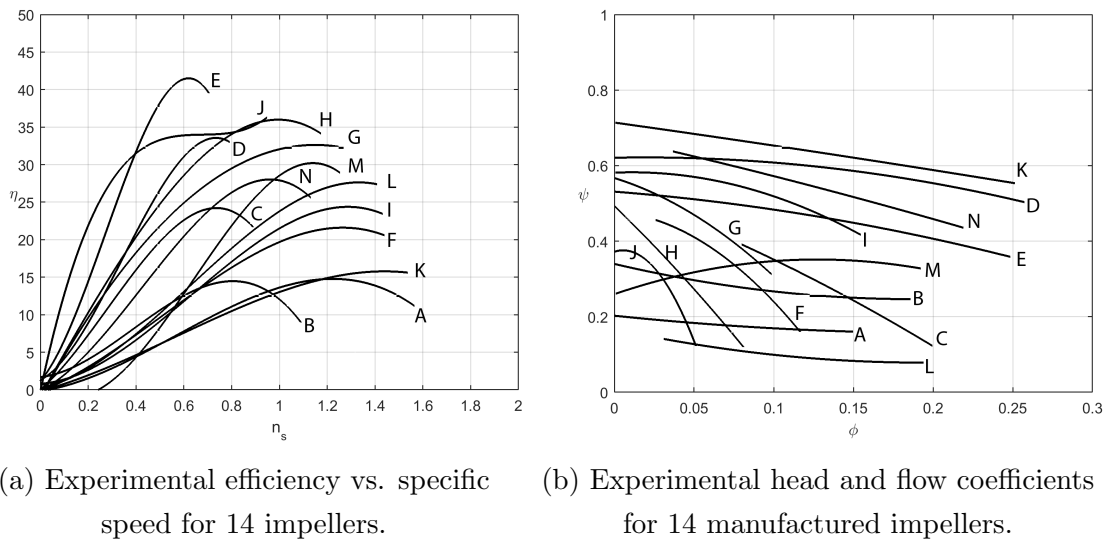 50
45
40
35
30
25
20
15
10
5
0
η
E
J
H
D
G
M
N
L
C
I
F
K
A
B
0 0.2 0.4 0.6 0.8 1 1.2 1.4 1.6 1.8 2
n_s
1
0.8
0.6
0.4
0.2
0
ψ
K
D
N
G
I
J H
E
M
B
F
A
C
L
0 0.05 0.1 0.15 0.2 0.25 0.3
ϕ
(a) Experimental efficiency vs. specific
speed for 14 impellers.
(b) Experimental head and flow coefficients
for 14 manufactured impellers.